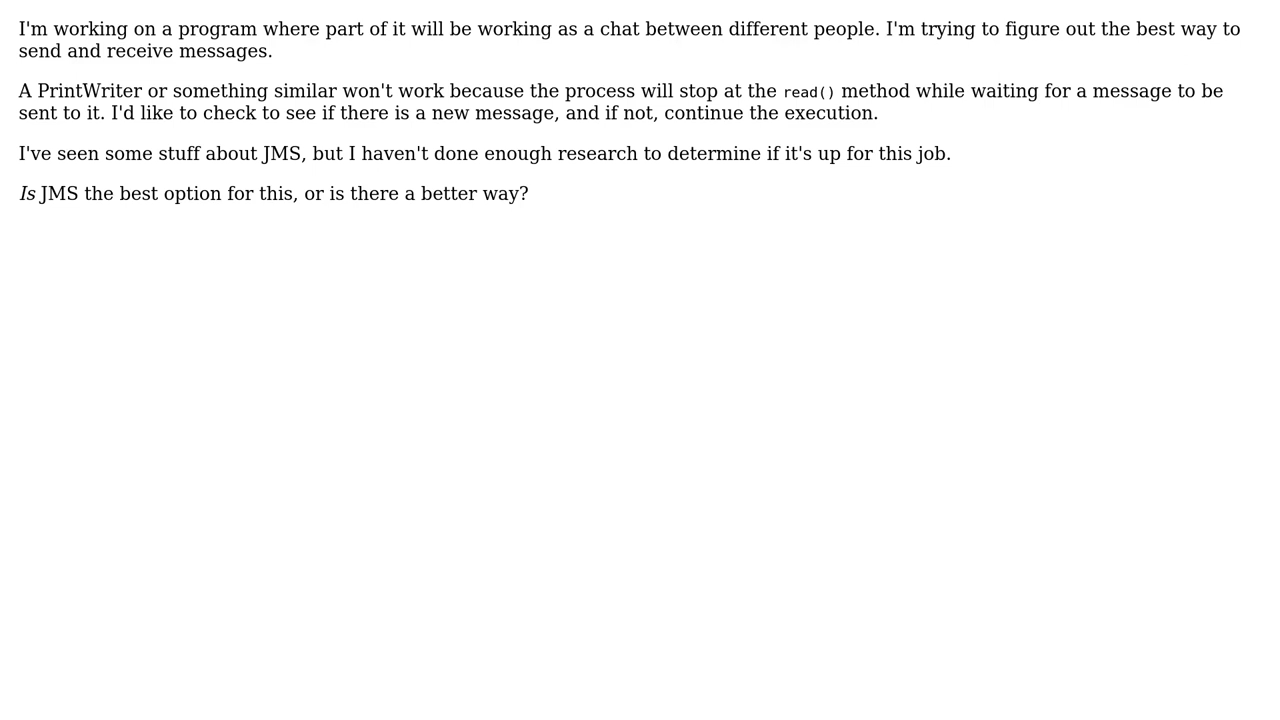 I'm working on a program where part of it will be working as a chat between different people. I'm trying to figure out the best way to
send and receive messages.
A PrintWriter or something similar won't work because the process will stop at the read() method while waiting for a message to be
sent to it. I'd like to check to see if there is a new message, and if not, continue the execution.
I've seen some stuff about JMS, but I haven't done enough research to determine if it's up for this job.
Is JMS the best option for this, or is there a better way?